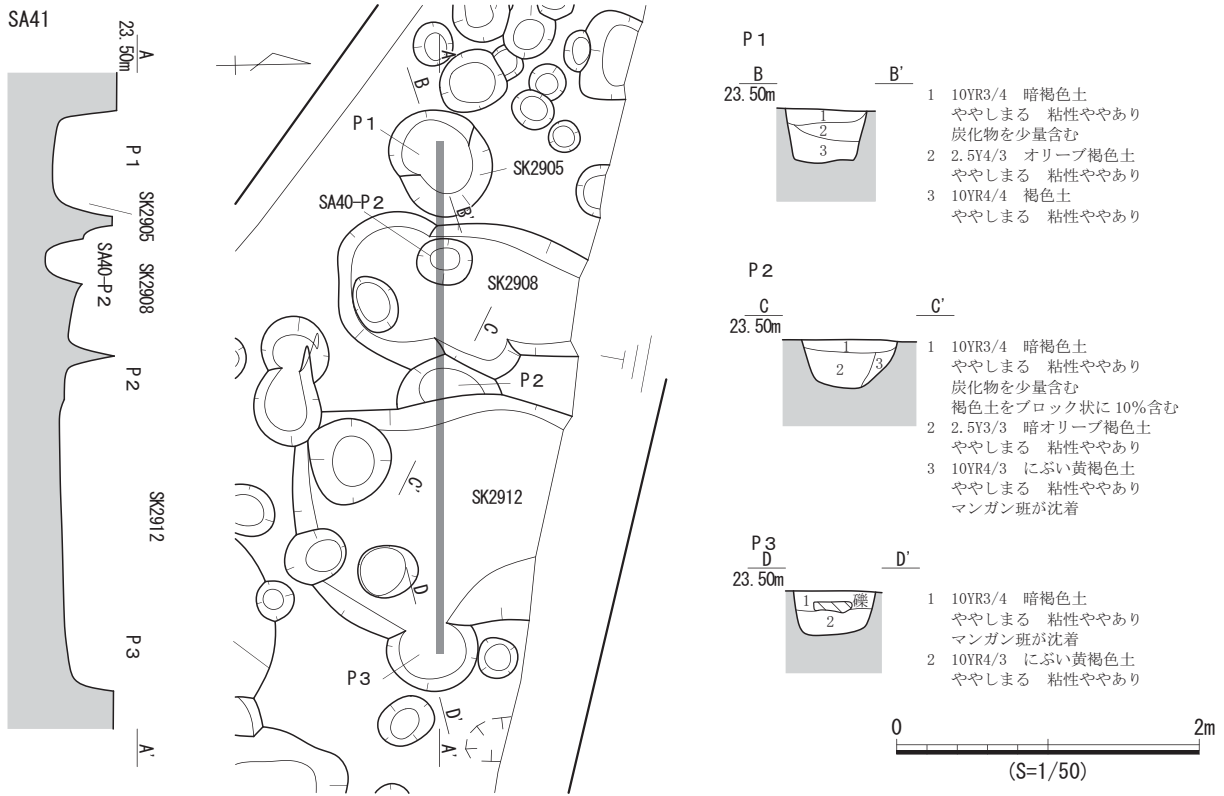 SA41
A
23.50m
P1
SK2905
SA40-P2
SK2908
P2
SK2912
P3
A'
A
B
P1
SK2905
B'
SA40-P2
SK2908
C
P2
C'
SK2912
D
P3
D'
A'
P1
B
B'
23.50m
1
2
3
1 10YR3/4 暗褐色土
ややしまる 粘性ややあり
炭化物を少量含む
2 2.5Y4/3 オリーブ褐色土
ややしまる 粘性ややあり
3 10YR4/4 褐色土
ややしまる 粘性ややあり
P2
C
C'
23.50m
1
2
3
1 10YR3/4 暗褐色土
ややしまる 粘性ややあり
炭化物を少量含む
褐色土をブロック状に10%含む
2 2.5Y3/3 暗オリーブ褐色土
ややしまる 粘性ややあり
3 10YR4/3 にぶい黄褐色土
ややしまる 粘性ややあり
マンガン班が沈着
P3
D
D'
23.50m
1
礫
2
1 10YR3/4 暗褐色土
ややしまる 粘性ややあり
マンガン班が沈着
2 10YR4/3 にぶい黄褐色土
ややしまる 粘性ややあり
0
2m
(S=1/50)